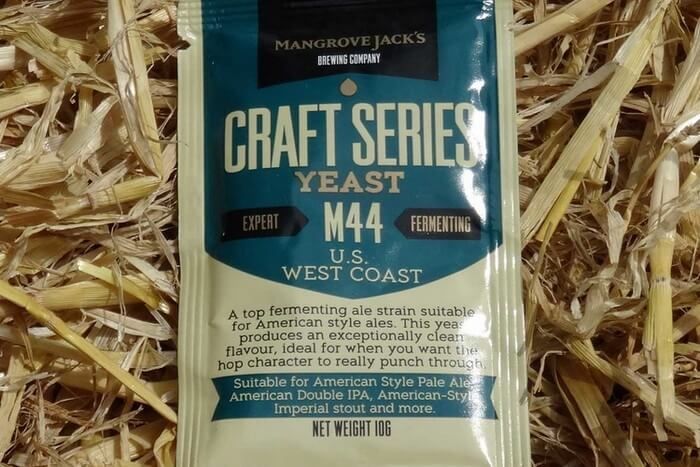 MANGROVE JACK'S
BREWING COMPANY
CRAFT SERIES
YEAST
EXPERT M44 FERMENTING
U.S.
WEST COAST
A top fermenting ale strain suitable
for American style ales. This yeast
produces an exceptionally clean
flavour, ideal for when you want the
hop character to really punch through.
Suitable for American Style Pale Ale
American Double IPA, American-Style
Imperial stout and more.
NET WEIGHT 10G